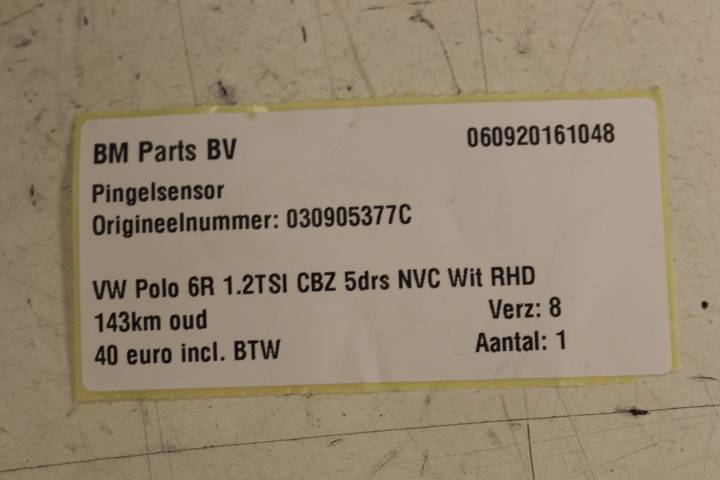 BM Parts BV 060920161048
Pingelsensor
Origineelnummer: 030905377C
VW Polo 6R 1.2TSI CBZ 5drs NVC Wit RHD
143km oud Verz: 8
40 euro incl. BTW Aantal: 1